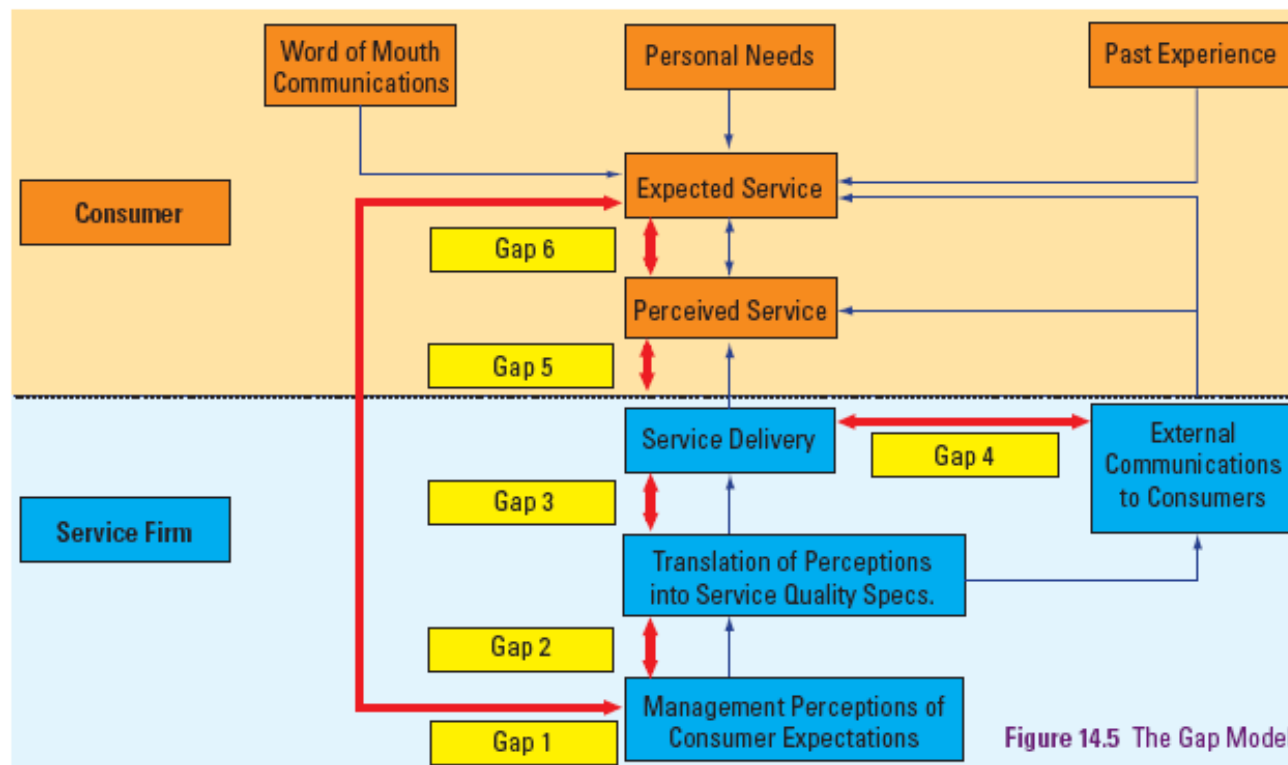 Word of Mouth
Communications
Personal Needs
Past Experience
Expected Service
Consumer
Gap 6
Perceived Service
Gap 5
Service Delivery
Gap 4
External
Communications
to Consumers
Gap 3
Service Firm
Translation of Perceptions
into Service Quality Specs.
Gap 2
Management Perceptions of
Consumer Expectations
Gap 1
Figure 14.5 The Gap Model